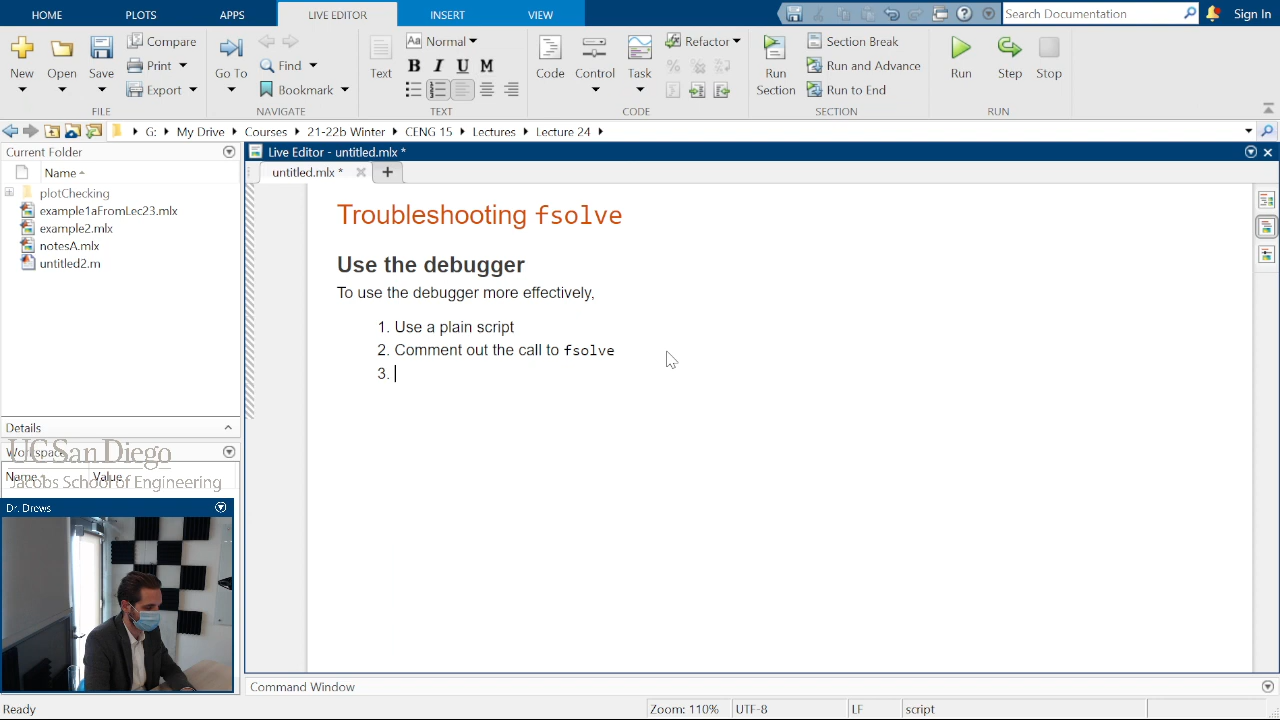 HOME PLOTS APPS LIVE EDITOR INSERT VIEW Search Documentation Sign In
New Open Save Compare Print Export Go To Find Bookmark Text Normal B I U M Code Control Task Refactor Run Section Section Break Run and Advance Run to End Run Step Stop
FILE NAVIGATE TEXT CODE SECTION RUN
G: My Drive Courses 21-22b Winter CENG 15 Lectures Lecture 24
Current Folder
Name
plotChecking
example1aFromLec23.mlx
example2.mlx
notesA.mlx
untitled2.m
Details
Workspace
Name Value
UC San Diego
Jacobs School of Engineering
Dr. Drews
Live Editor - untitled.mlx *
untitled.mlx *
Troubleshooting fsolve
Use the debugger
To use the debugger more effectively,
1. Use a plain script
2. Comment out the call to fsolve
3.
Command Window
Ready Zoom: 110% UTF-8 LF script